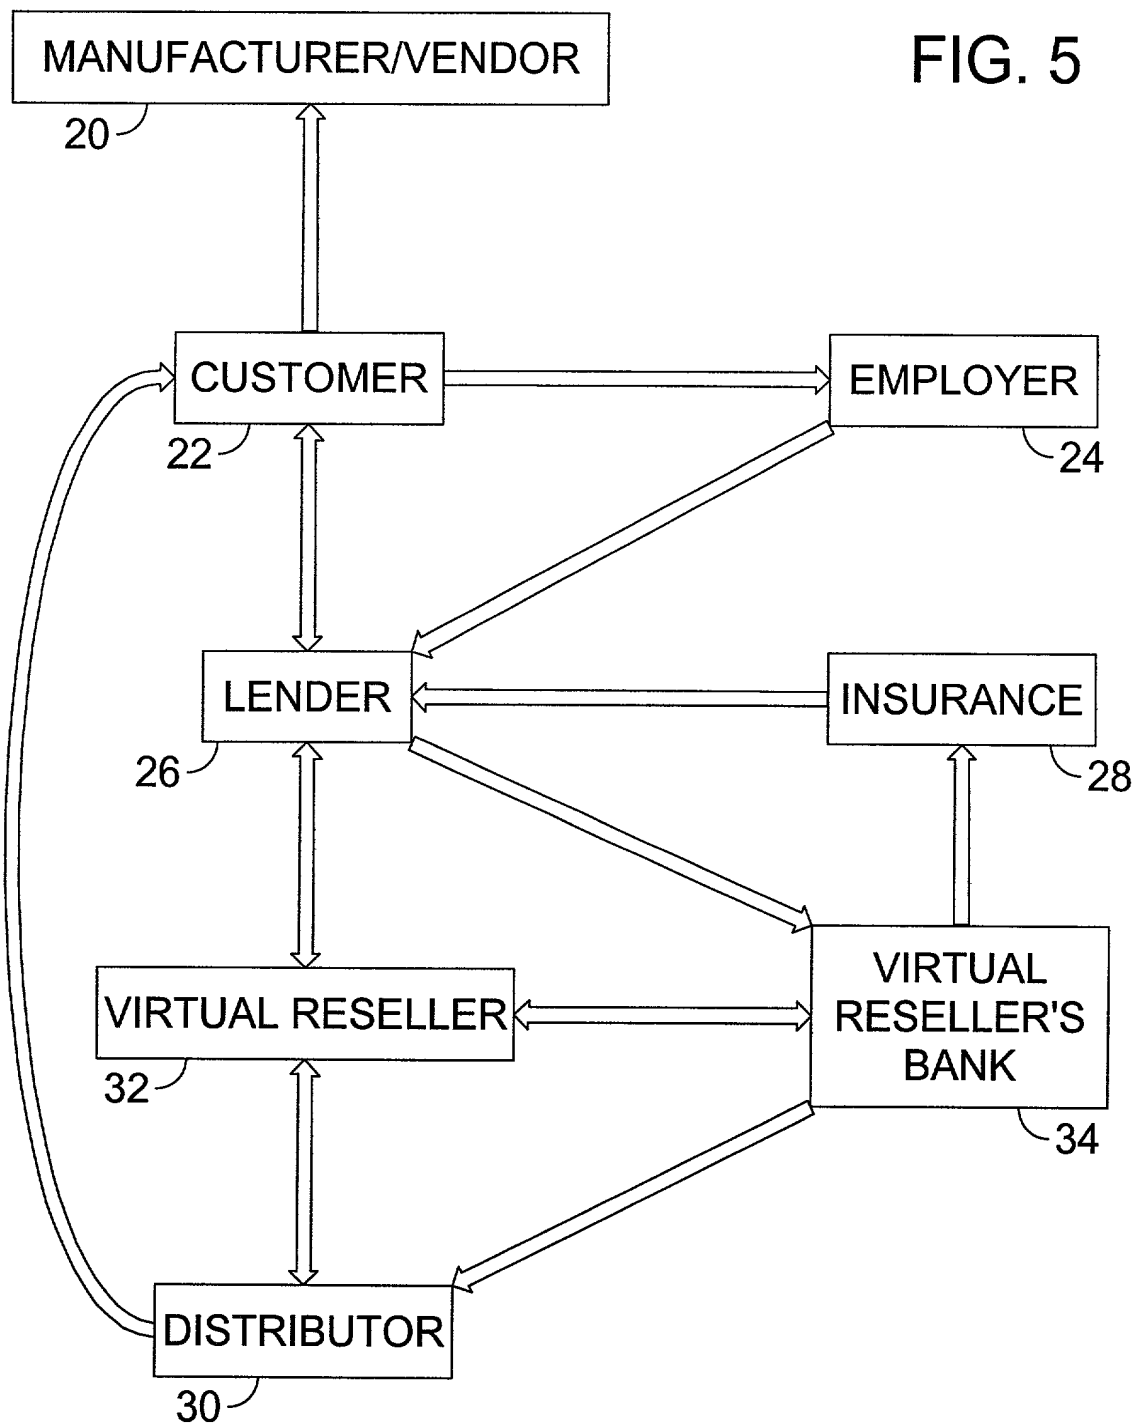 FIG. 5
MANUFACTURER/VENDOR
20
CUSTOMER
22
EMPLOYER
24
LENDER
26
INSURANCE
28
VIRTUAL RESELLER
32
VIRTUAL
RESELLER'S
BANK
34
DISTRIBUTOR
30